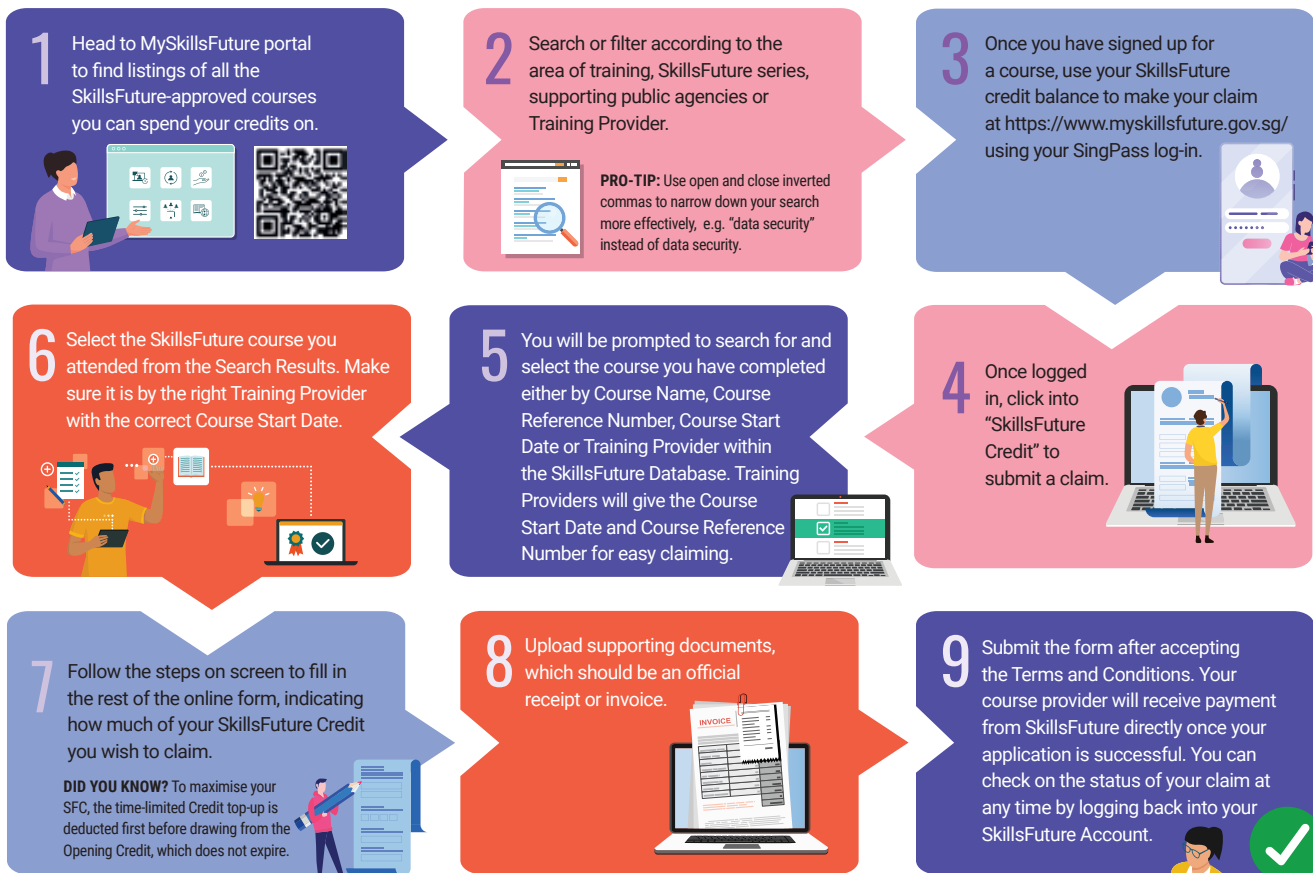 1
Head to MySkillsFuture portal
to find listings of all the
SkillsFuture-approved courses
you can spend your credits on.
2
Search or filter according to the
area of training, SkillsFuture series,
supporting public agencies or
Training Provider.
PRO-TIP: Use open and close inverted
commas to narrow down your search
more effectively, e.g. “data security”
instead of data security.
3
Once you have signed up for
a course, use your SkillsFuture
credit balance to make your claim
at https://www.myskillsfuture.gov.sg/
using your SingPass log-in.
4
Once logged
in, click into
“SkillsFuture
Credit” to
submit a claim.
5
You will be prompted to search for and
select the course you have completed
either by Course Name, Course
Reference Number, Course Start
Date or Training Provider within
the SkillsFuture Database. Training
Providers will give the Course
Start Date and Course Reference
Number for easy claiming.
6
Select the SkillsFuture course you
attended from the Search Results. Make
sure it is by the right Training Provider
with the correct Course Start Date.
7
Follow the steps on screen to fill in
the rest of the online form, indicating
how much of your SkillsFuture Credit
you wish to claim.
DID YOU KNOW? To maximise your
SFC, the time-limited Credit top-up is
deducted first before drawing from the
Opening Credit, which does not expire.
8
Upload supporting documents,
which should be an official
receipt or invoice.
INVOICE
9
Submit the form after accepting
the Terms and Conditions. Your
course provider will receive payment
from SkillsFuture directly once your
application is successful. You can
check on the status of your claim at
any time by logging back into your
SkillsFuture Account.